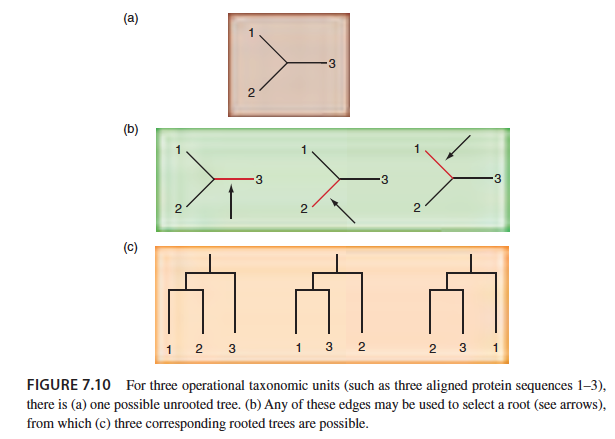 (a)
1
3
2
(b)
1 1 1
3 3 3
2 2 2
(c)
1 2 3 1 3 2 2 3 1
FIGURE 7.10 For three operational taxonomic units (such as three aligned protein sequences 1–3),
there is (a) one possible unrooted tree. (b) Any of these edges may be used to select a root (see arrows),
from which (c) three corresponding rooted trees are possible.